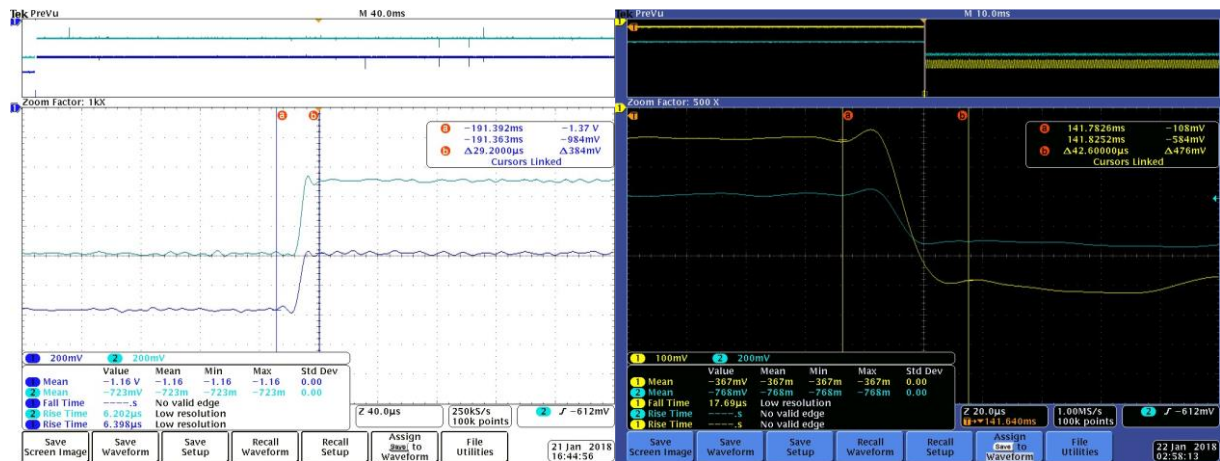 Tek PreVu M 40.0ms
1
Zoom Factor: 1kX
1
a b
a −191.392ms −1.37 V
−191.363ms −984mV
b Δ29.2000µs Δ384mV
Cursors Linked
1 200mV 2 200mV
Value Mean Min Max Std Dev
1 Mean −1.16 V −1.16 −1.16 −1.16 0.00
2 Mean −723mV −723m −723m −723m 0.00
1 Fall Time ----.s No valid edge
2 Rise Time 6.202µs Low resolution
1 Rise Time 6.398µs Low resolution
Z 40.0µs
250kS/s
100k points
2 −612mV
Save Screen Image
Save Waveform
Save Setup
Recall Waveform
Recall Setup
Assign Save to Waveform
File Utilities
21 Jan 2018
16:44:56
Tek PreVu M 10.0ms
1
T
Zoom Factor: 500 X
1
T
a b
a 141.7826ms −108mV
141.8252ms −584mV
b Δ42.60000µs Δ476mV
Cursors Linked
1 100mV 2 200mV
Value Mean Min Max Std Dev
1 Mean −367mV −367m −367m −367m 0.00
2 Mean −768mV −768m −768m −768m 0.00
1 Fall Time 17.69µs Low resolution
2 Rise Time ----.s No valid edge
1 Rise Time ----.s No valid edge
Z 20.0µs
T 141.640ms
1.00MS/s
100k points
2 −612mV
Save Screen Image
Save Waveform
Save Setup
Recall Waveform
Recall Setup
Assign Save to Waveform
File Utilities
22 Jan 2018
02:58:13